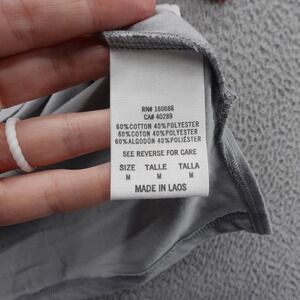 RN# 160666
CA# 40289
60%COTTON 40%POLYESTER
60%COTON 40%POLYESTER
60%ALGODÓN 40%POLIÉSTER
SEE REVERSE FOR CARE
SIZE TALLE TALLA
M M M
MADE IN LAOS